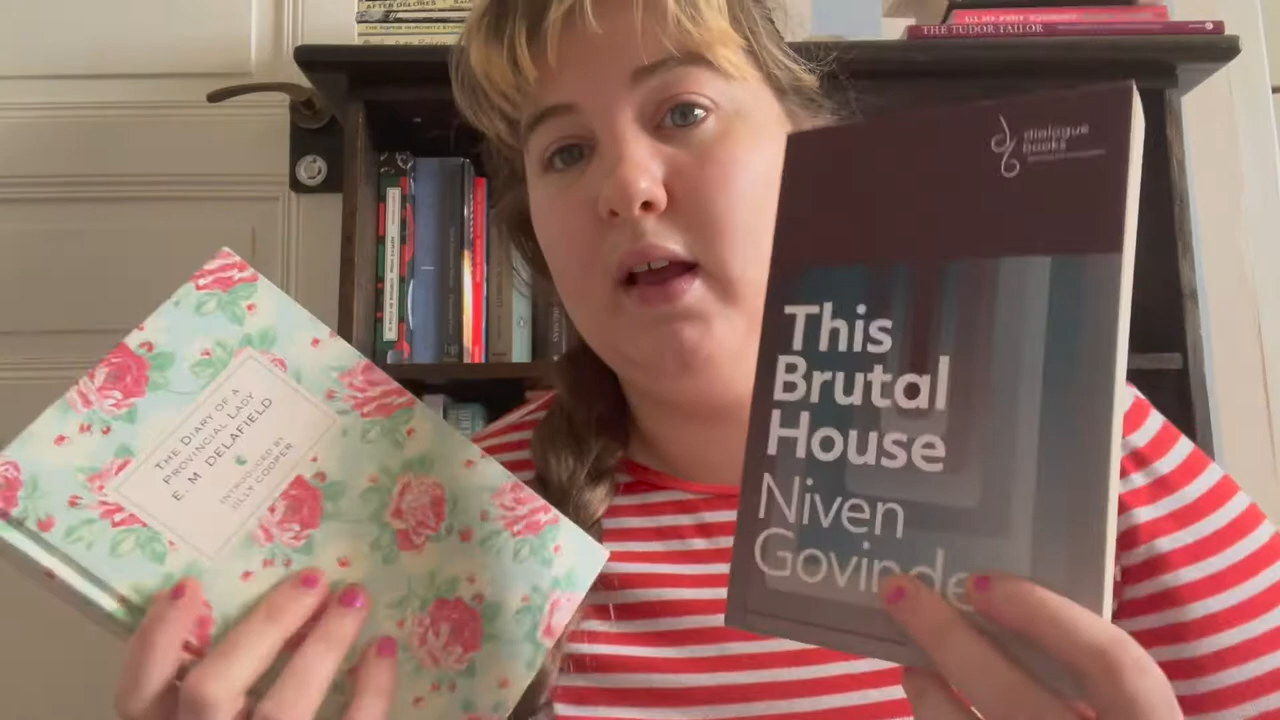 AFTER DELORES
THE TUDOR TAILOR
dialogue
books
This
Brutal
House
Niven
Govinde
THE DIARY OF A
PROVINCIAL LADY
E. M. DELAFIELD
INTRODUCED BY
JILLY COOPER